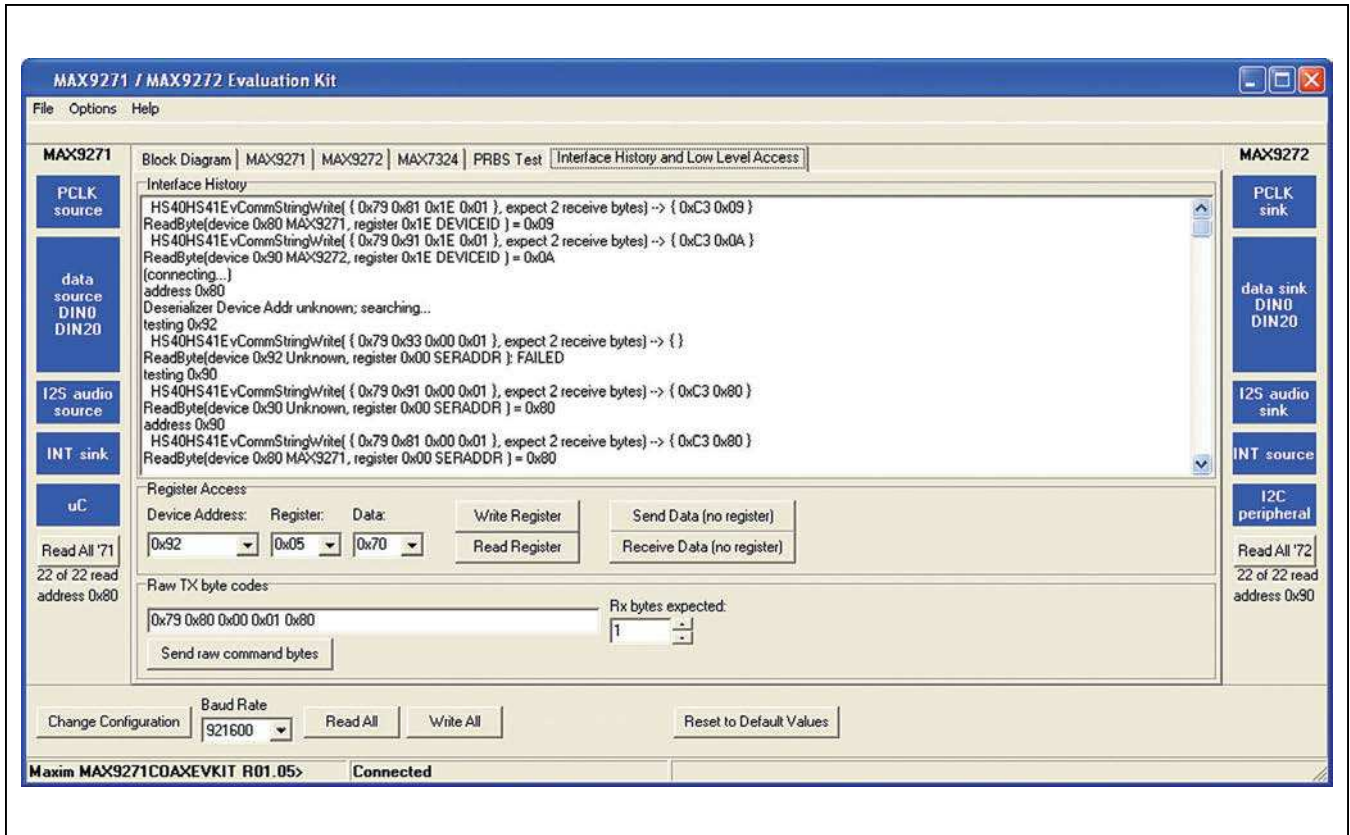 MAX9271 / MAX9272 Evaluation Kit
File Options Help
MAX9271
PCLK
source
data
source
DIN0
DIN20
I2S audio
source
INT sink
uC
Read All '71
22 of 22 read
address 0x80
Block Diagram MAX9271 MAX9272 MAX7324 PRBS Test Interface History and Low Level Access
Interface History
HS40HS41EvCommStringWrite( { 0x79 0x81 0x1E 0x01 }, expect 2 receive bytes) --> { 0xC3 0x09 }
ReadByte(device 0x80 MAX9271, register 0x1E DEVICEID ) = 0x09
HS40HS41EvCommStringWrite( { 0x79 0x91 0x1E 0x01 }, expect 2 receive bytes) --> { 0xC3 0x0A }
ReadByte(device 0x90 MAX9272, register 0x1E DEVICEID ) = 0x0A
(connecting...)
address 0x80
Deserializer Device Addr unknown; searching...
testing 0x92
HS40HS41EvCommStringWrite( { 0x79 0x93 0x00 0x01 }, expect 2 receive bytes) --> { }
ReadByte(device 0x92 Unknown, register 0x00 SERADDR ): FAILED
testing 0x90
HS40HS41EvCommStringWrite( { 0x79 0x91 0x00 0x01 }, expect 2 receive bytes) --> { 0xC3 0x80 }
ReadByte(device 0x90 Unknown, register 0x00 SERADDR ) = 0x80
address 0x90
HS40HS41EvCommStringWrite( { 0x79 0x81 0x00 0x01 }, expect 2 receive bytes) --> { 0xC3 0x80 }
ReadByte(device 0x80 MAX9271, register 0x00 SERADDR ) = 0x80
Register Access
Device Address: Register: Data:
0x92 0x05 0x70
Write Register Send Data (no register)
Read Register Receive Data (no register)
Raw TX byte codes
0x79 0x80 0x00 0x01 0x80
Rx bytes expected:
1
Send raw command bytes
MAX9272
PCLK
sink
data sink
DIN0
DIN20
I2S audio
sink
INT source
I2C
peripheral
Read All '72
22 of 22 read
address 0x90
Change Configuration
Baud Rate
921600
Read All Write All Reset to Default Values
Maxim MAX9271COAXEVKIT R01.05> Connected